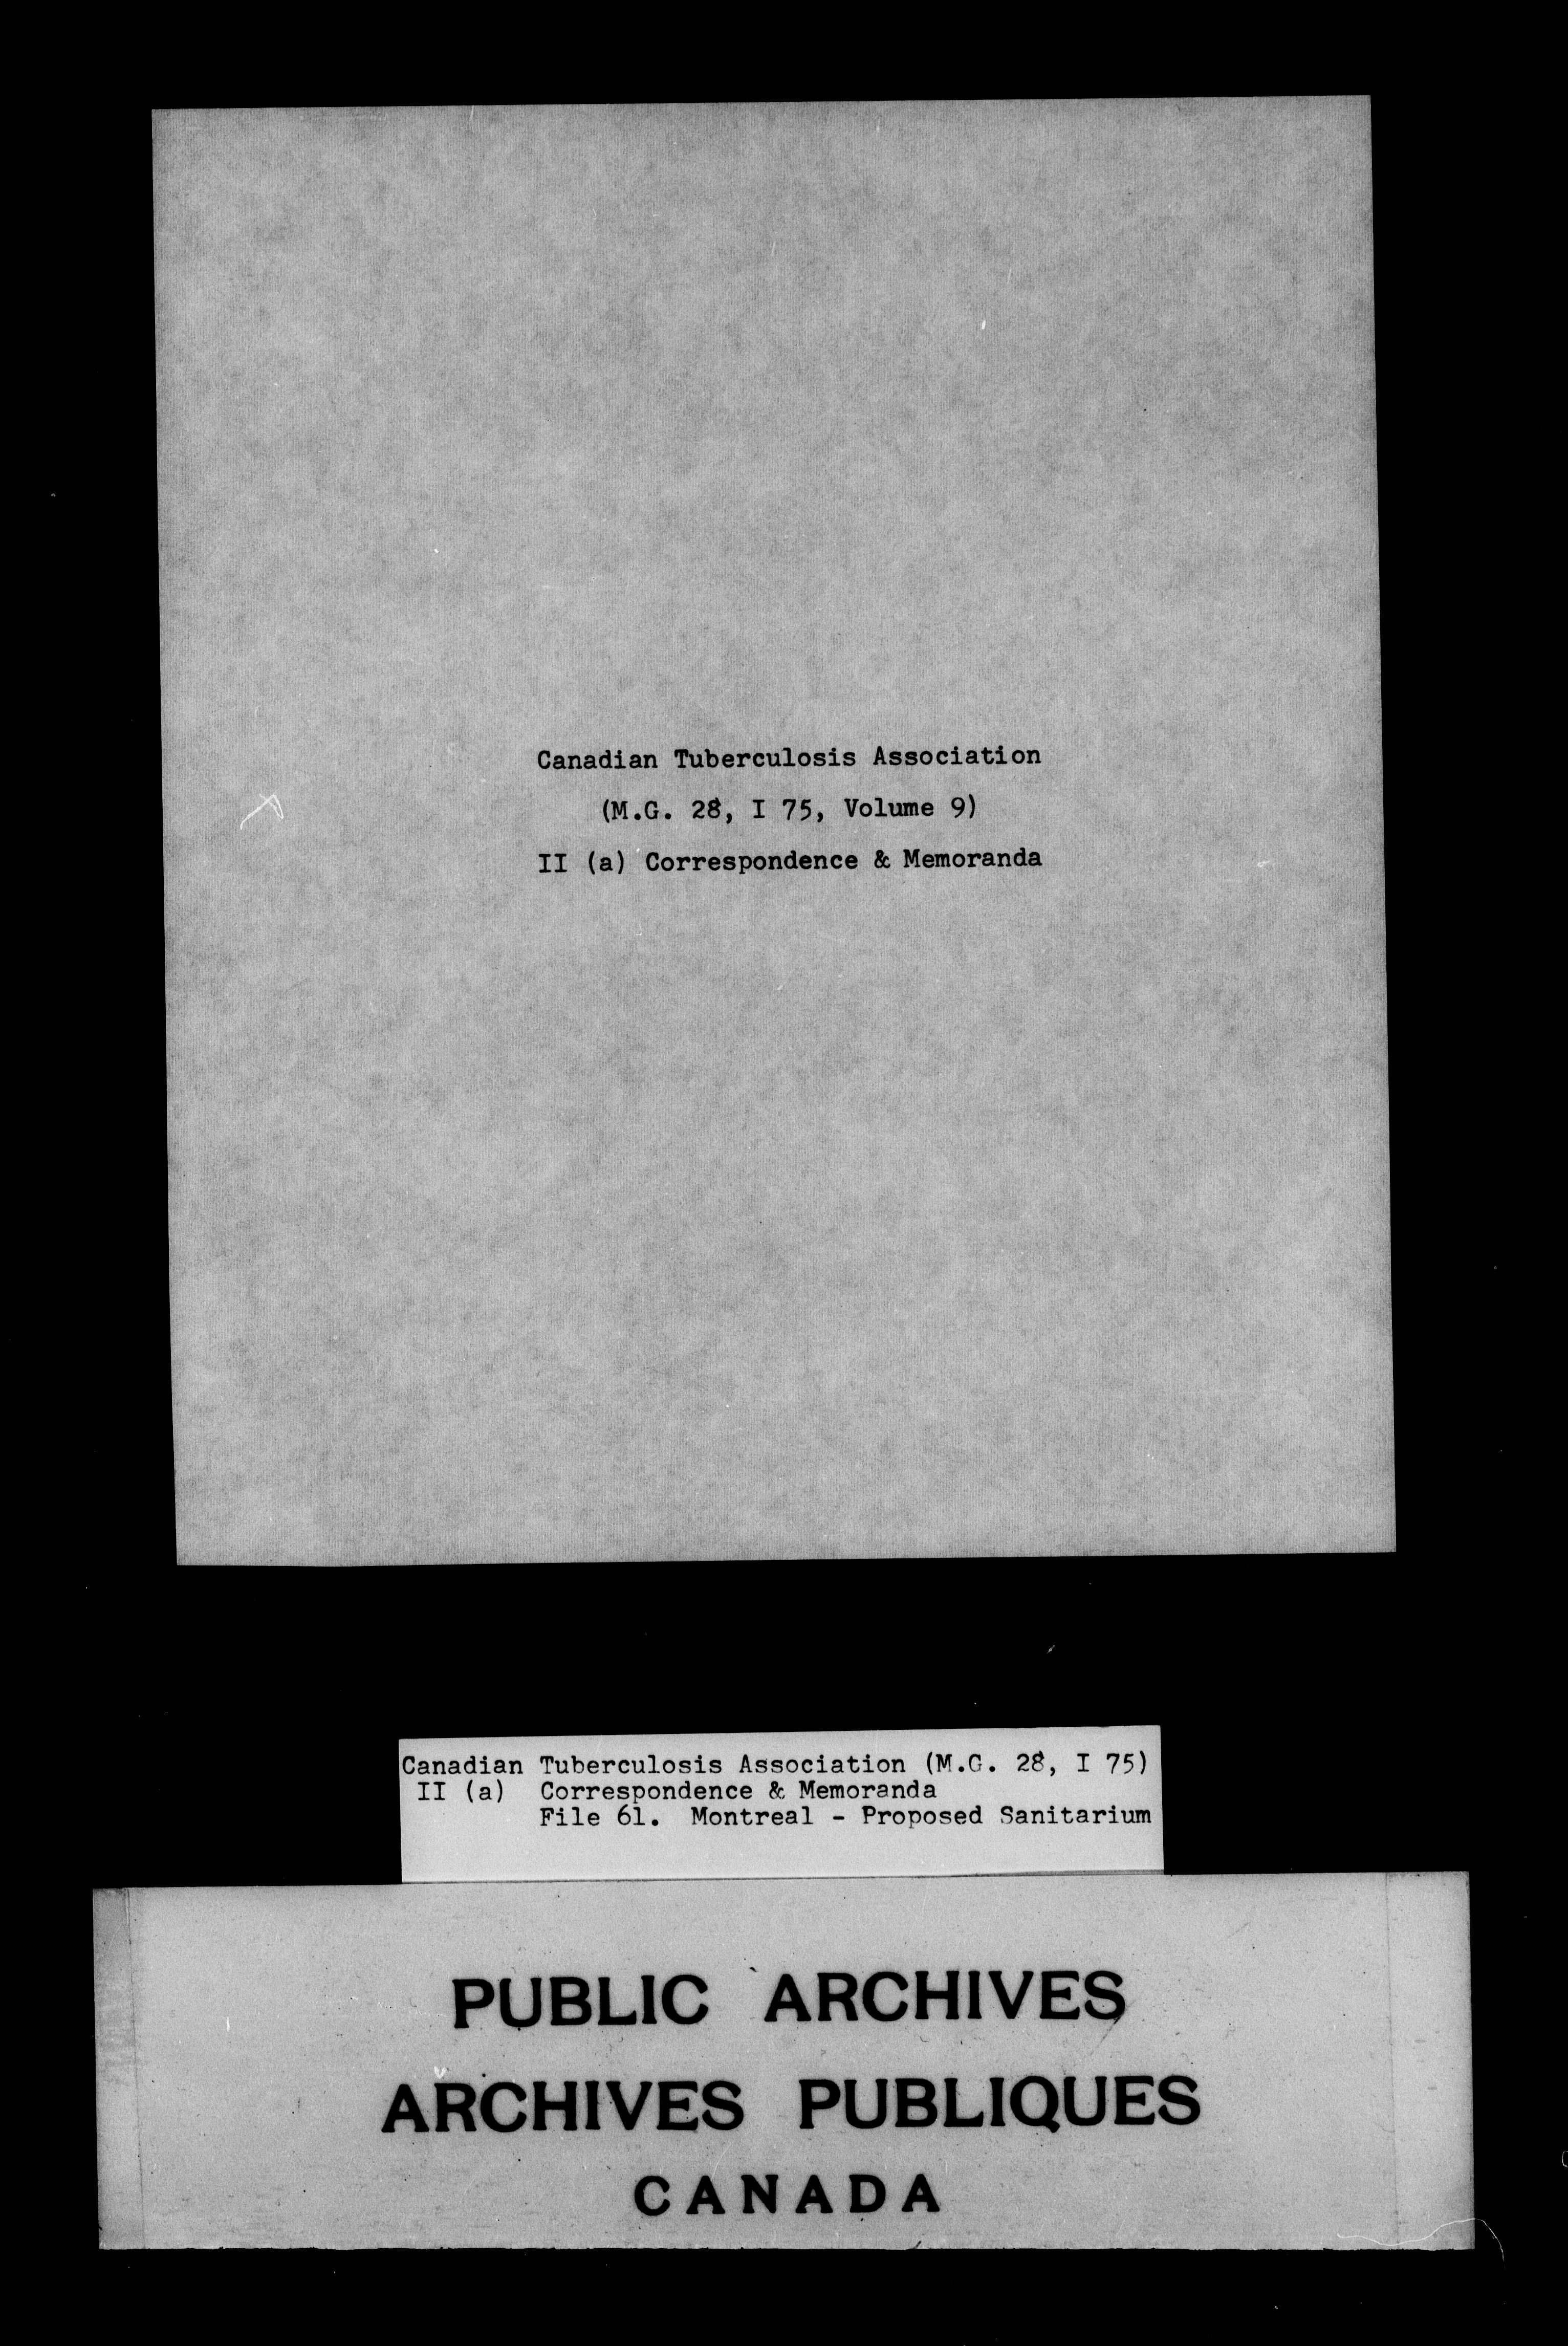 Canadian Tuberculosis Association
(M.G. 28, I 75, Volume 9)
II (a) Correspondence & Memoranda
Canadian Tuberculosis Association (M.G. 28, I 75)
II (a) Correspondence & Memoranda
File 61. Montreal - Proposed Sanitarium
PUBLIC ARCHIVES
ARCHIVES PUBLIQUES
CANADA